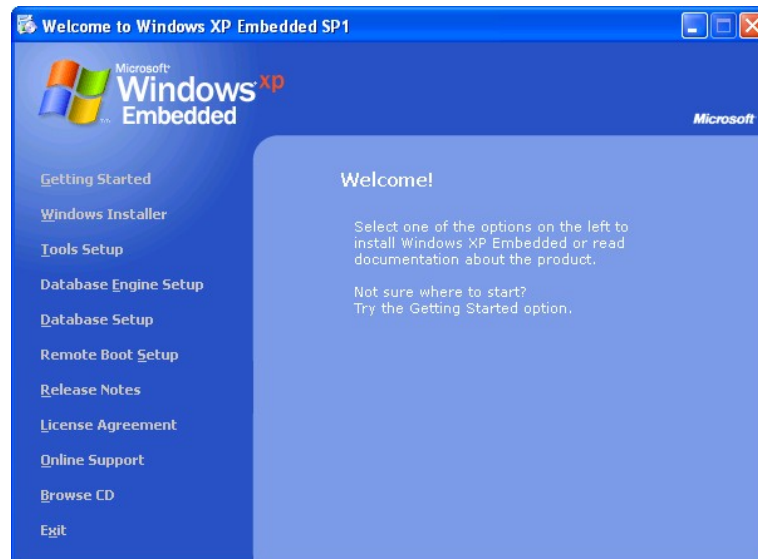 Welcome to Windows XP Embedded SP1
Microsoft
Windows xp
Embedded
Microsoft
Getting Started
Windows Installer
Tools Setup
Database Engine Setup
Database Setup
Remote Boot Setup
Release Notes
License Agreement
Online Support
Browse CD
Exit
Welcome!
Select one of the options on the left to
install Windows XP Embedded or read
documentation about the product.
Not sure where to start?
Try the Getting Started option.